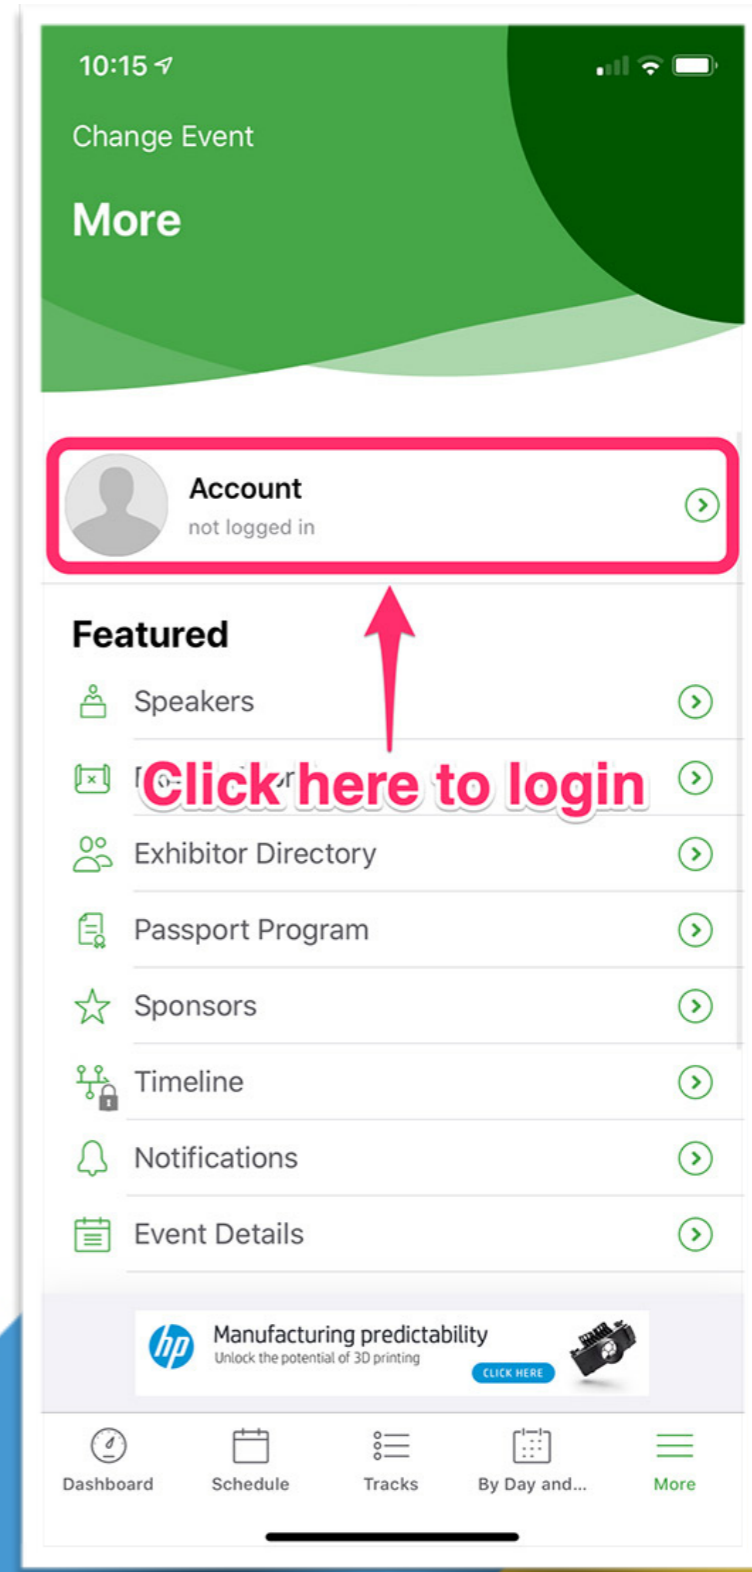 10:15
Change Event
More
Account
not logged in
Featured
Speakers
Click here to login
Exhibitor Directory
Passport Program
Sponsors
Timeline
Notifications
Event Details
hp
Manufacturing predictability
Unlock the potential of 3D printing
CLICK HERE
Dashboard
Schedule
Tracks
By Day and...
More